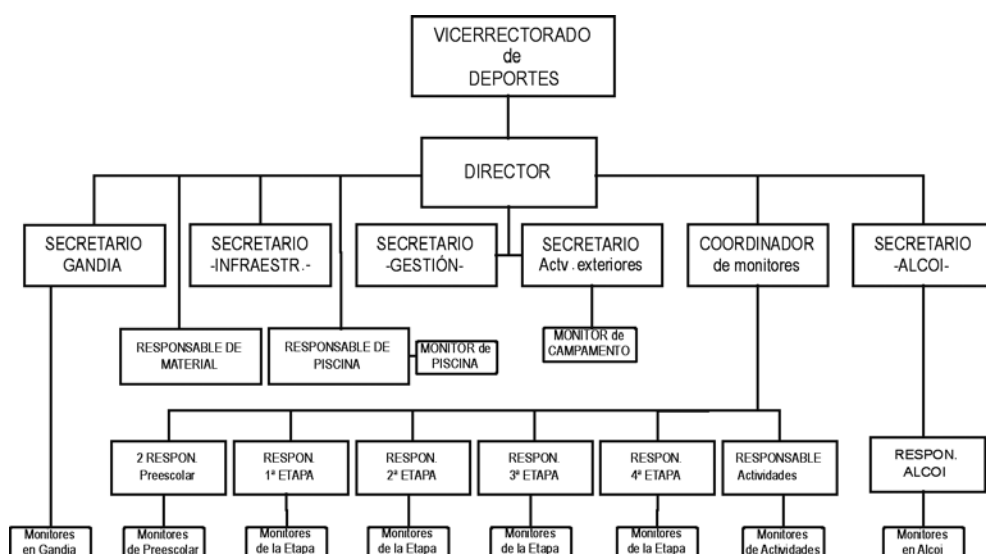 VICERRECTORADO
de
DEPORTES
DIRECTOR
SECRETARIO
GANDIA
SECRETARIO
-INFRAESTR.-
SECRETARIO
-GESTIÓN-
SECRETARIO
Actv. exteriores
COORDINADOR
de monitores
SECRETARIO
-ALCOI-
RESPONSABLE DE
MATERIAL
RESPONSABLE DE
PISCINA
MONITOR de
PISCINA
MONITOR de
CAMPAMENTO
2 RESPON.
Preescolar
RESPON.
1ª ETAPA
RESPON.
2ª ETAPA
RESPON.
3ª ETAPA
RESPON.
4ª ETAPA
RESPONSABLE
Actividades
RESPON.
ALCOI
Monitores
en Gandia
Monitores
de Preescolar
Monitores
de la Etapa
Monitores
de la Etapa
Monitores
de la Etapa
Monitores
de la Etapa
Monitores
de Actividades
Monitores
en Alcoi